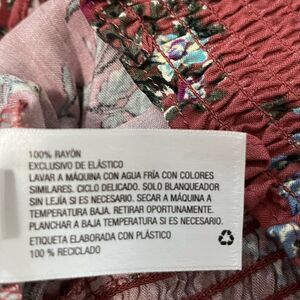 100% RAYÓN
EXCLUSIVO DE ELÁSTICO
LAVAR A MÁQUINA CON AGUA FRÍA CON COLORES
SIMILARES. CICLO DELICADO. SOLO BLANQUEADOR
SIN LEJÍA SI ES NECESARIO. SECAR A MÁQUINA A
TEMPERATURA BAJA. RETIRAR OPORTUNAMENTE.
PLANCHAR A BAJA TEMPERATURA SI ES NECESARIO.
ETIQUETA ELABORADA CON PLÁSTICO
100 % RECICLADO